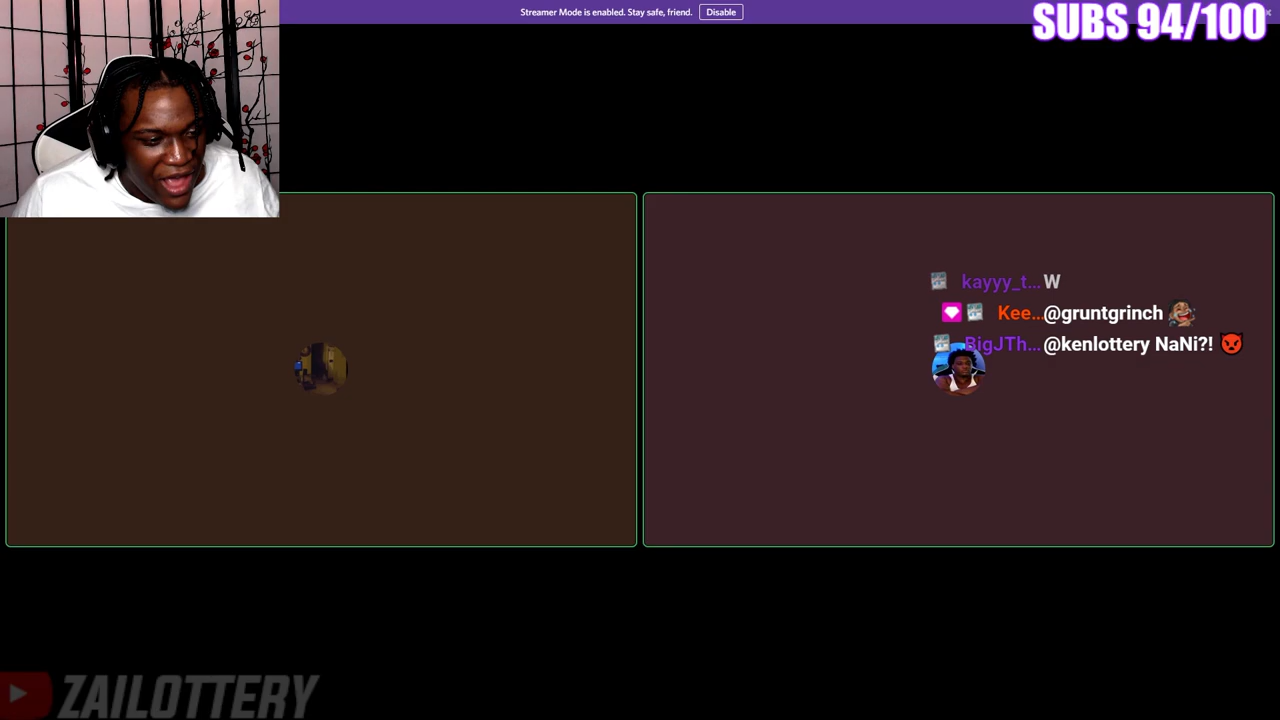 Streamer Mode is enabled. Stay safe, friend. Disable
SUBS 94/100
kayyy_t... W
Kee... @gruntgrinch
BigJTh... @kenlottery NaNi?!
ZAILOTTERY